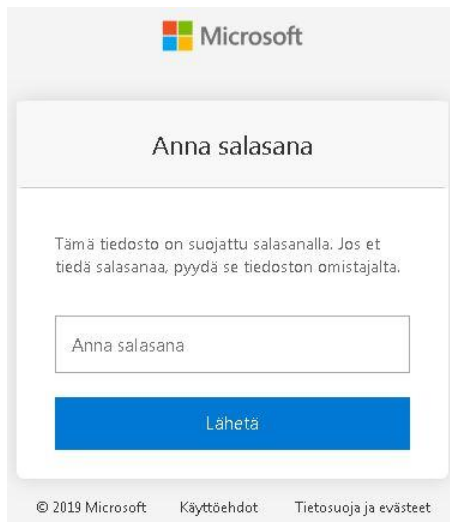 Microsoft
Anna salasana
Tämä tiedosto on suojattu salasanalla. Jos et
tiedä salasanaa, pyydä se tiedoston omistajalta.
Anna salasana
Lähetä
© 2019 Microsoft Käyttöehdot Tietosuoja ja evästeet